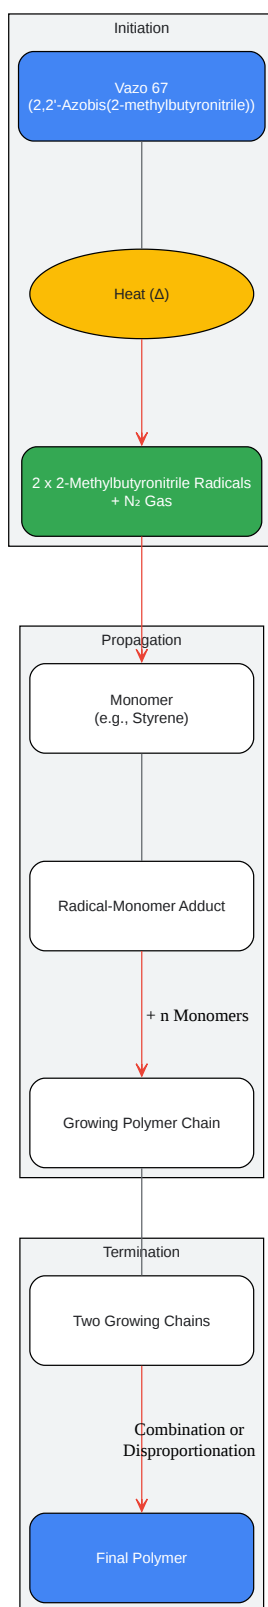 Initiation
Vazo 67
(2,2'-Azobis(2-methylbutyronitrile))
Heat (Δ)
2 x 2-Methylbutyronitrile Radicals
+ N₂ Gas
Propagation
Monomer
(e.g., Styrene)
Radical-Monomer Adduct
+ n Monomers
Growing Polymer Chain
Termination
Two Growing Chains
Combination or
Disproportionation
Final Polymer